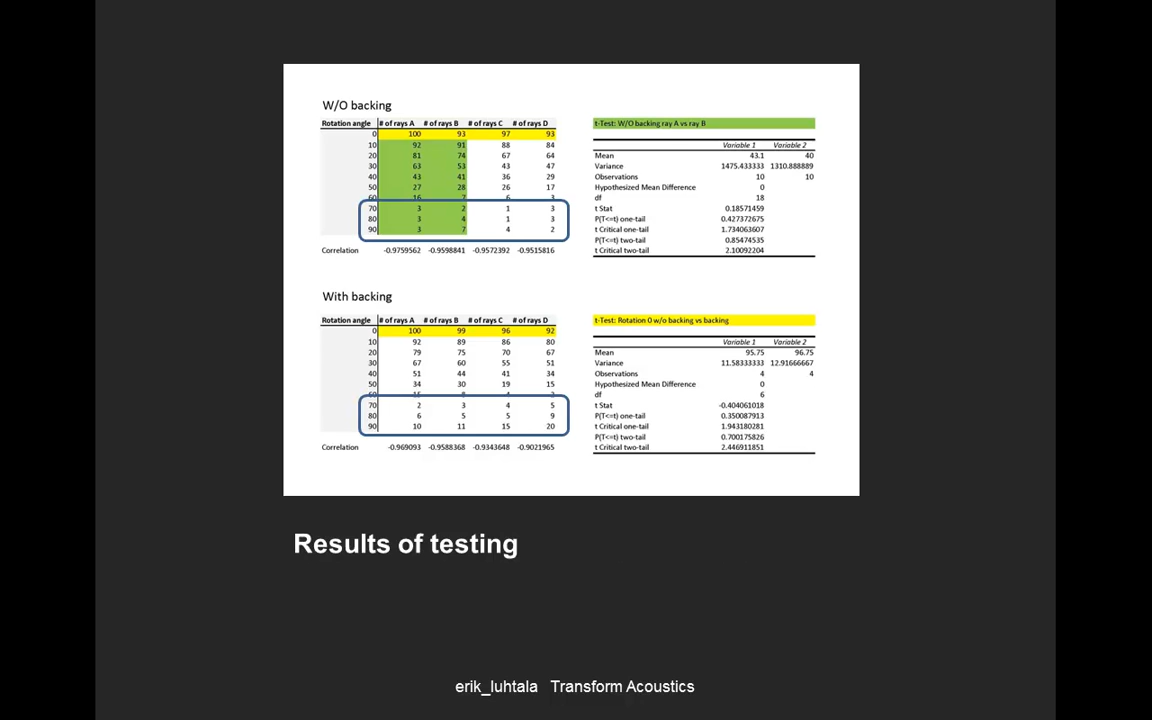 W/O backing
Rotation angle # of rays A # of rays B # of rays C # of rays D
0 100 93 97 93
10 92 91 88 84
20 81 74 67 64
30 63 53 43 47
40 43 41 36 29
50 27 28 26 17
60 16 7 6 3
70 3 2 1 3
80 3 4 1 3
90 3 7 4 2
Correlation -0.9759562 -0.9598841 -0.9572392 -0.9515816
t-Test: W/O backing ray A vs ray B
Variable 1 Variable 2
Mean 43.1 40
Variance 1475.433333 1310.888889
Observations 10 10
Hypothesized Mean Difference 0
df 18
t Stat 0.18571459
P(T<=t) one-tail 0.427372675
t Critical one-tail 1.734063607
P(T<=t) two-tail 0.85474535
t Critical two-tail 2.10092204
With backing
Rotation angle # of rays A # of rays B # of rays C # of rays D
0 100 99 96 92
10 92 89 86 80
20 79 75 70 67
30 67 60 55 51
40 51 44 41 34
50 34 30 19 15
60 15 8
70 2 3 4 5
80 6 5 5 9
90 10 11 15 20
Correlation -0.969093 -0.9588368 -0.9343648 -0.9021965
t-Test: Rotation 0 w/o backing vs backing
Variable 1 Variable 2
Mean 95.75 96.75
Variance 11.58333333 12.91666667
Observations 4 4
Hypothesized Mean Difference 0
df 6
t Stat -0.404061018
P(T<=t) one-tail 0.350087913
t Critical one-tail 1.943180281
P(T<=t) two-tail 0.700175826
t Critical two-tail 2.446911851
Results of testing
erik_luhtala Transform Acoustics